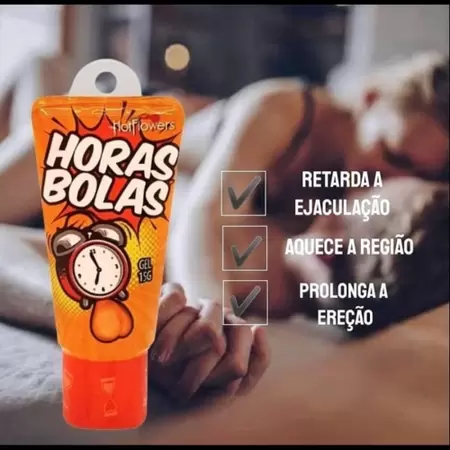 HotFlowers
HORAS
BOLAS
GEL
15G
RETARDA A
EJACULAÇÃO
AQUECE A REGIÃO
PROLONGA A
EREÇÃO